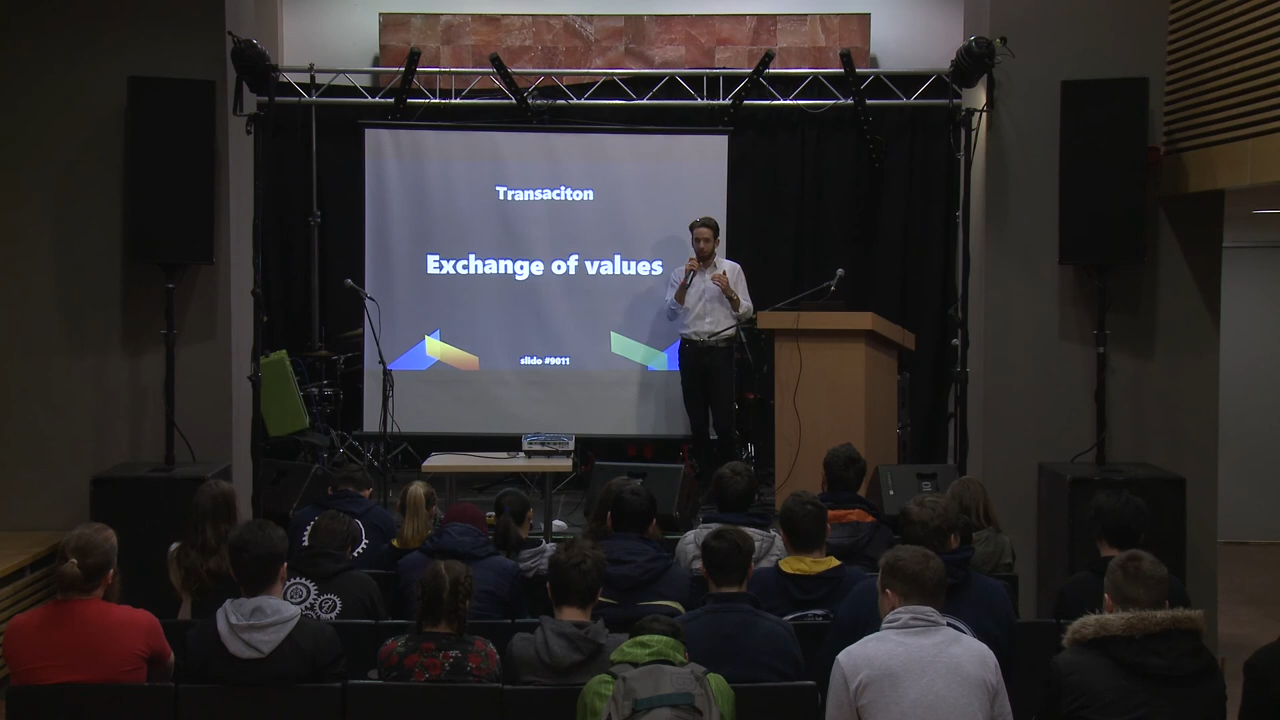 Transaciton
Exchange of values
slido #9011